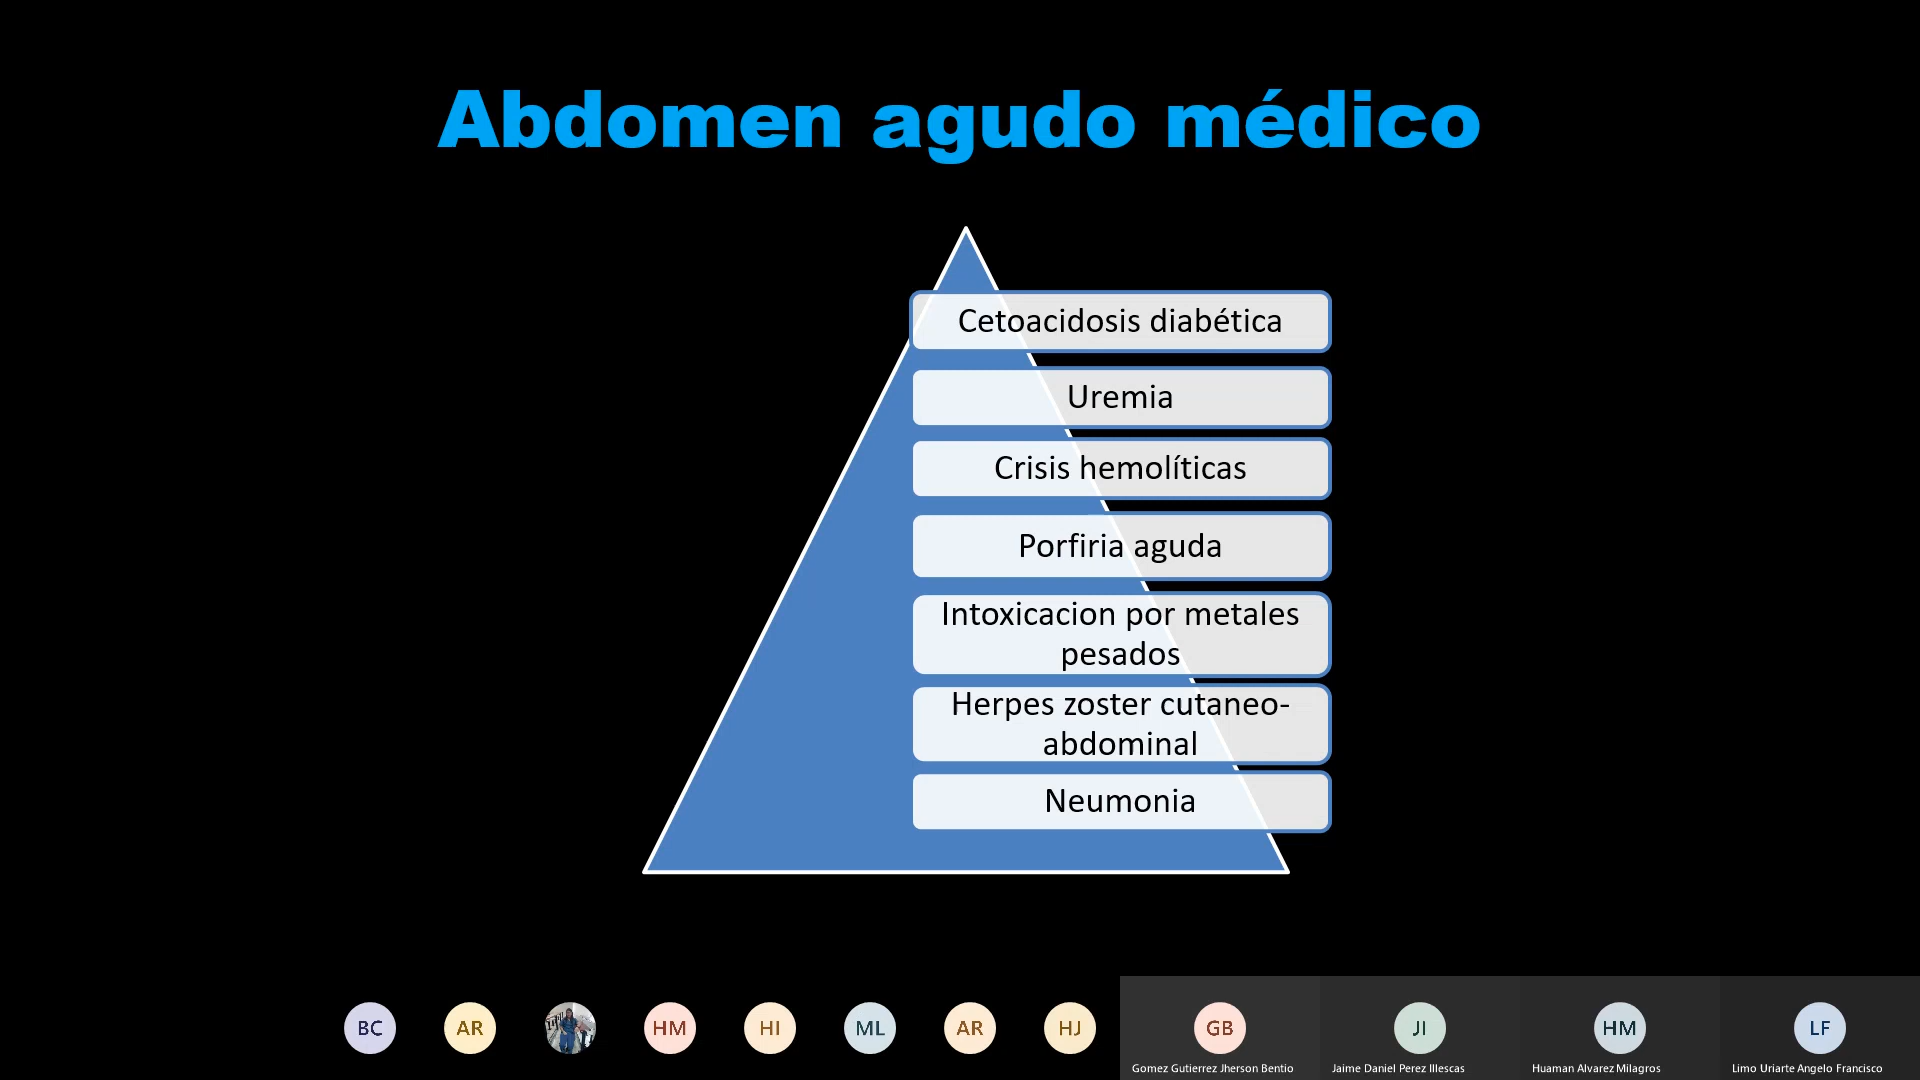 Abdomen agudo médico
Cetoacidosis diabética
Uremia
Crisis hemolíticas
Porfiria aguda
Intoxicacion por metales
pesados
Herpes zoster cutaneo-
abdominal
Neumonia
BC
AR
HM
HI
ML
AR
HJ
GB
JI
HM
LF
Gomez Gutierrez Jherson Bentio
Jaime Daniel Perez Illescas
Huaman Alvarez Milagros
Limo Uriarte Angelo Francisco